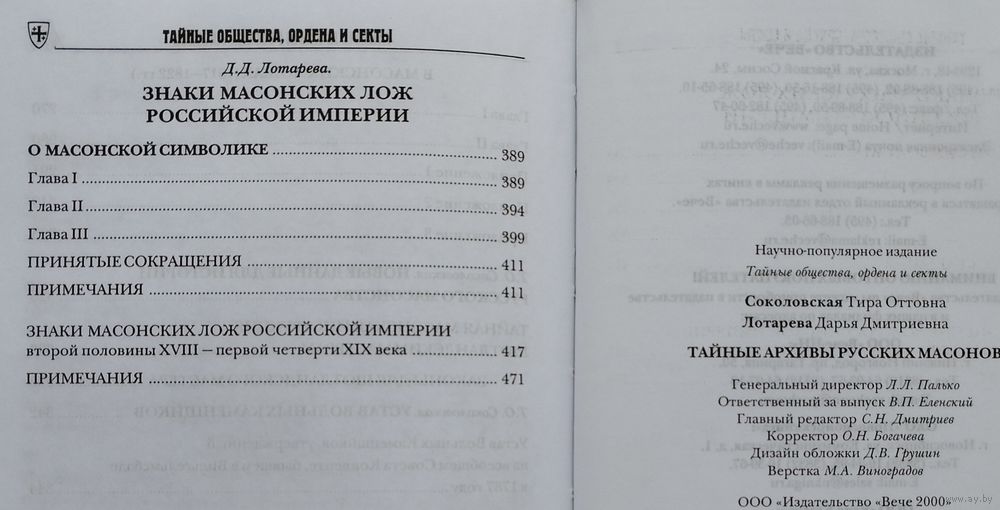 ТАЙНЫЕ ОБЩЕСТВА, ОРДЕНА И СЕКТЫ
Д.Д. Лотарева.
ЗНАКИ МАСОНСКИХ ЛОЖ
РОССИЙСКОЙ ИМПЕРИИ
О МАСОНСКОЙ СИМВОЛИКЕ 389
Глава I 389
Глава II 394
Глава III 399
ПРИНЯТЫЕ СОКРАЩЕНИЯ 411
ПРИМЕЧАНИЯ 411
ЗНАКИ МАСОНСКИХ ЛОЖ РОССИЙСКОЙ ИМПЕРИИ
второй половины XVIII — первой четверти XIX века 417
ПРИМЕЧАНИЯ 471
Научно-популярное издание
Тайные общества, ордена и секты
Соколовская Тира Оттовна
Лотарева Дарья Дмитриевна
ТАЙНЫЕ АРХИВЫ РУССКИХ МАСОНОВ
Генеральный директор Л.Л. Палько
Ответственный за выпуск В.П. Еленский
Главный редактор С.Н. Дмитриев
Корректор О.Н. Богачева
Дизайн обложки Д.В. Грушин
Верстка М.А. Виноградов
ООО «Издательство «Вече 2000»
www.ay.by